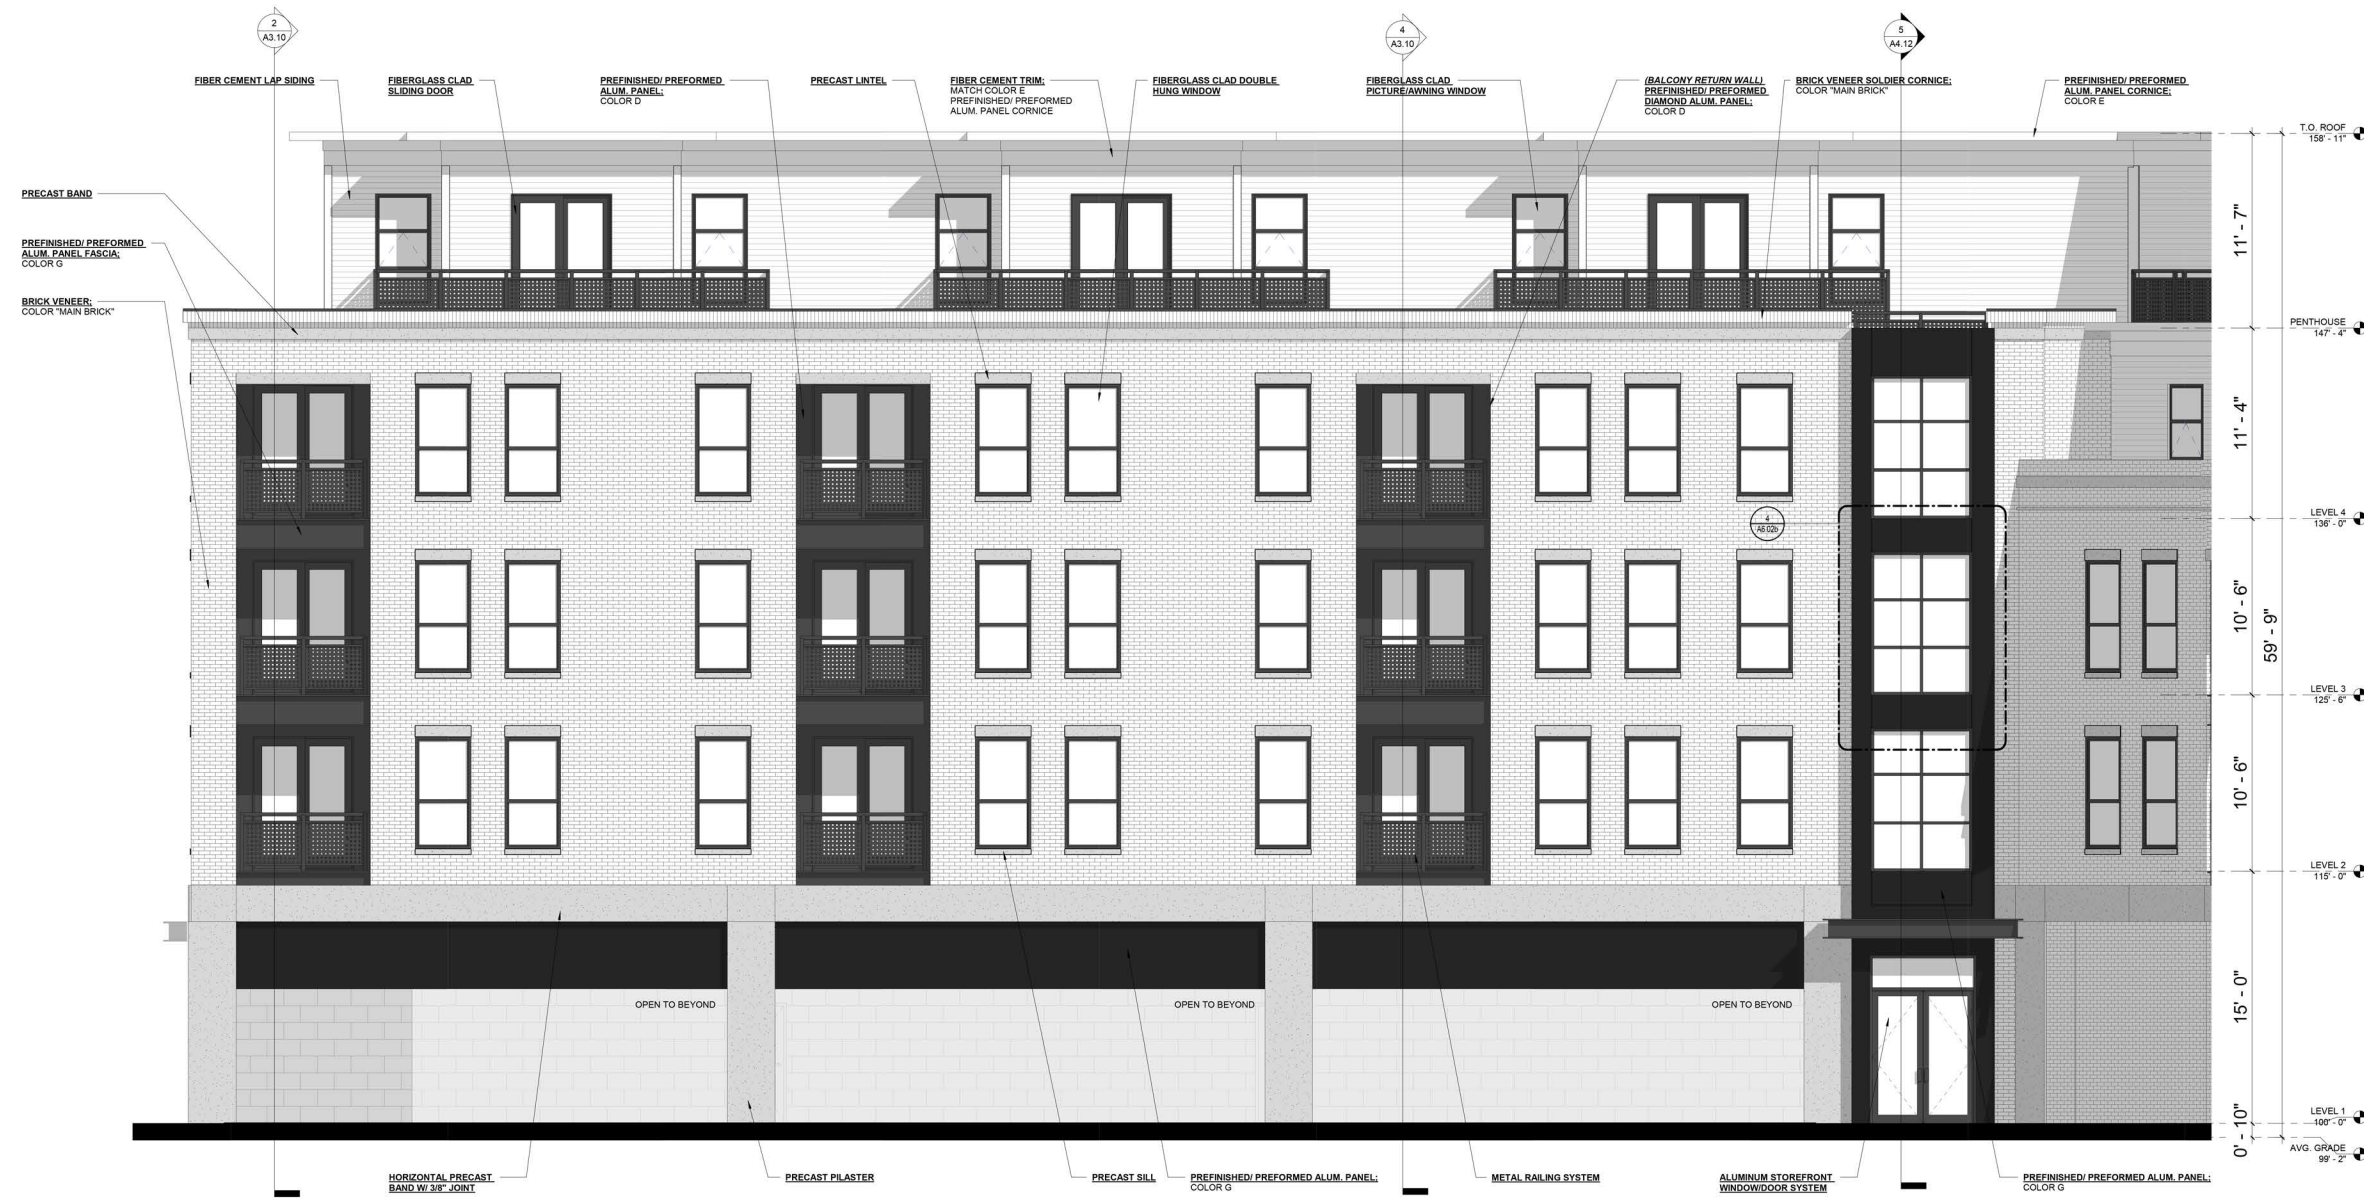 2
A3.10
4
A3.10
5
A4.12
FIBER CEMENT LAP SIDING
FIBERGLASS CLAD
SLIDING DOOR
PREFINISHED/ PREFORMED
ALUM. PANEL;
COLOR D
PRECAST LINTEL
FIBER CEMENT TRIM;
MATCH COLOR E
PREFINISHED/ PREFORMED
ALUM. PANEL CORNICE
FIBERGLASS CLAD DOUBLE
HUNG WINDOW
FIBERGLASS CLAD
PICTURE/AWNING WINDOW
(BALCONY RETURN WALL)
PREFINISHED/ PREFORMED
DIAMOND ALUM. PANEL;
COLOR D
BRICK VENEER SOLDIER CORNICE;
COLOR "MAIN BRICK"
PREFINISHED/ PREFORMED
ALUM. PANEL CORNICE;
COLOR E
T.O. ROOF
158' - 11"
PRECAST BAND
11' - 7"
PREFINISHED/ PREFORMED
ALUM. PANEL FASCIA;
COLOR G
BRICK VENEER;
COLOR "MAIN BRICK"
PENTHOUSE
147' - 4"
11' - 4"
LEVEL 4
136' - 0"
4
A6.02b
10' - 6"
59' - 9"
LEVEL 3
125' - 6"
10' - 6"
LEVEL 2
115' - 0"
OPEN TO BEYOND
OPEN TO BEYOND
OPEN TO BEYOND
15' - 0"
LEVEL 1
100' - 0"
0' - 10"
AVG. GRADE
99' - 2"
HORIZONTAL PRECAST
BAND W/ 3/8" JOINT
PRECAST PILASTER
PRECAST SILL
PREFINISHED/ PREFORMED ALUM. PANEL;
COLOR G
METAL RAILING SYSTEM
ALUMINUM STOREFRONT
WINDOW/DOOR SYSTEM
PREFINISHED/ PREFORMED ALUM. PANEL;
COLOR G